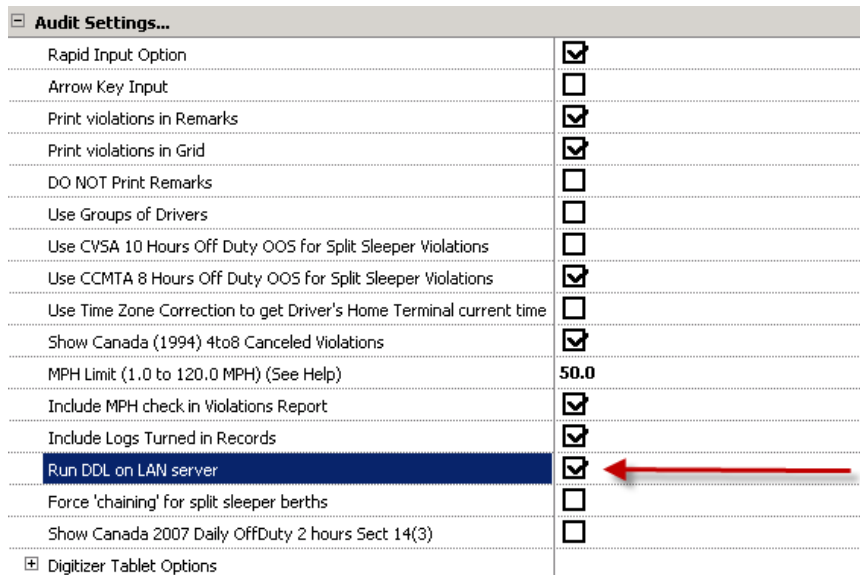 Audit Settings...
Rapid Input Option
Arrow Key Input
Print violations in Remarks
Print violations in Grid
DO NOT Print Remarks
Use Groups of Drivers
Use CVSA 10 Hours Off Duty OOS for Split Sleeper Violations
Use CCMTA 8 Hours Off Duty OOS for Split Sleeper Violations
Use Time Zone Correction to get Driver's Home Terminal current time
Show Canada (1994) 4to8 Canceled Violations
MPH Limit (1.0 to 120.0 MPH) (See Help) 50.0
Include MPH check in Violations Report
Include Logs Turned in Records
Run DDL on LAN server
Force 'chaining' for split sleeper berths
Show Canada 2007 Daily OffDuty 2 hours Sect 14(3)
Digitizer Tablet Options